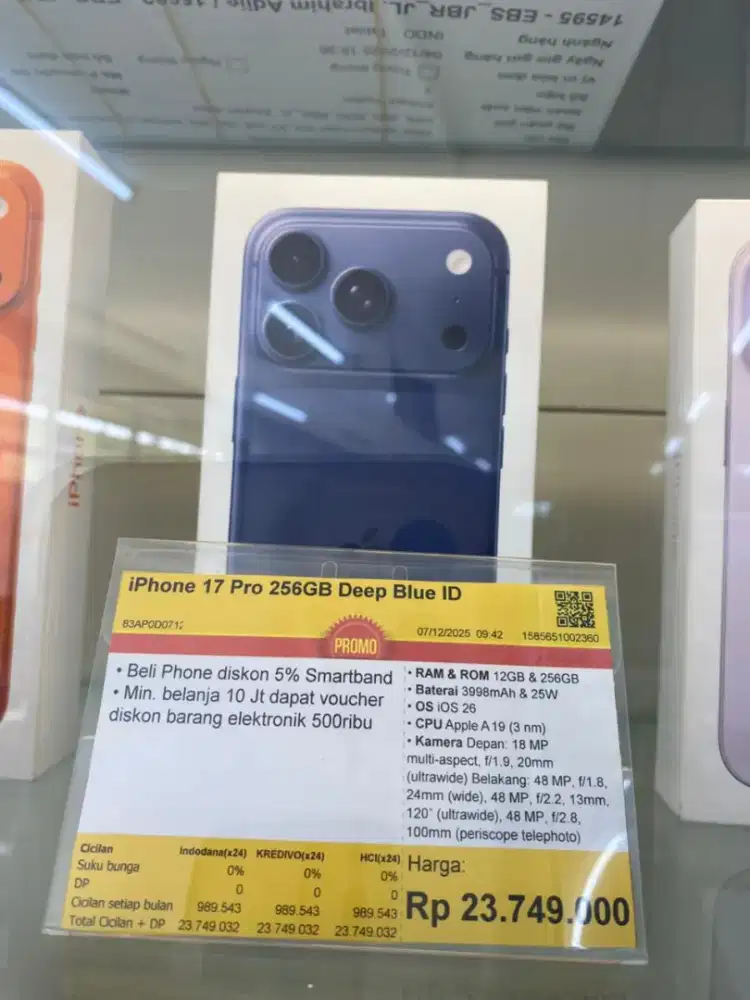 14595 - EBS_JBR_JL. Ibrahim Adjie | 15593
iPhone
iPhone 17 Pro 256GB Deep Blue ID
83AP0D0712
07/12/2025 09:42
1585651002360
PROMO
• Beli Phone diskon 5% Smartband
• Min. belanja 10 Jt dapat voucher
diskon barang elektronik 500ribu
• RAM & ROM 12GB & 256GB
• Baterai 3998mAh & 25W
• OS iOS 26
• CPU Apple A19 (3 nm)
• Kamera Depan: 18 MP
multi-aspect, f/1.9, 20mm
(ultrawide) Belakang: 48 MP, f/1.8,
24mm (wide), 48 MP, f/2.2, 13mm,
120° (ultrawide), 48 MP, f/2.8,
100mm (periscope telephoto)
Cicilan Indodana(x24) KREDIVO(x24) HCI(x24)
Suku bunga 0% 0% 0%
DP 0 0 0
Cicilan setiap bulan 989.543 989.543 989.543
Total Cicilan + DP 23.749.032 23.749.032 23.749.032
Harga:
Rp 23.749.000